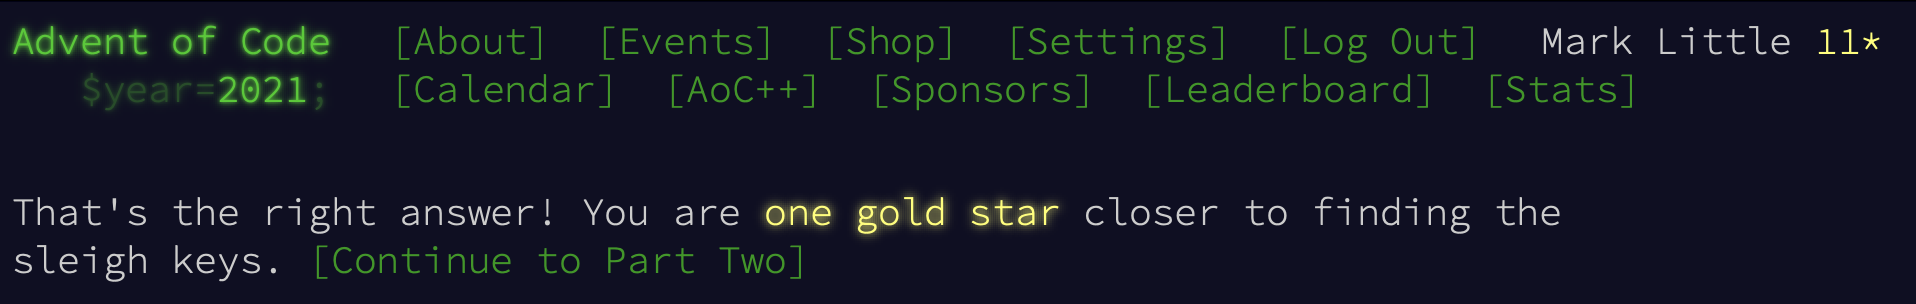 Advent of Code [About] [Events] [Shop] [Settings] [Log Out] Mark Little 11*
$year=2021; [Calendar] [AoC++] [Sponsors] [Leaderboard] [Stats]
That's the right answer! You are one gold star closer to finding the
sleigh keys. [Continue to Part Two]